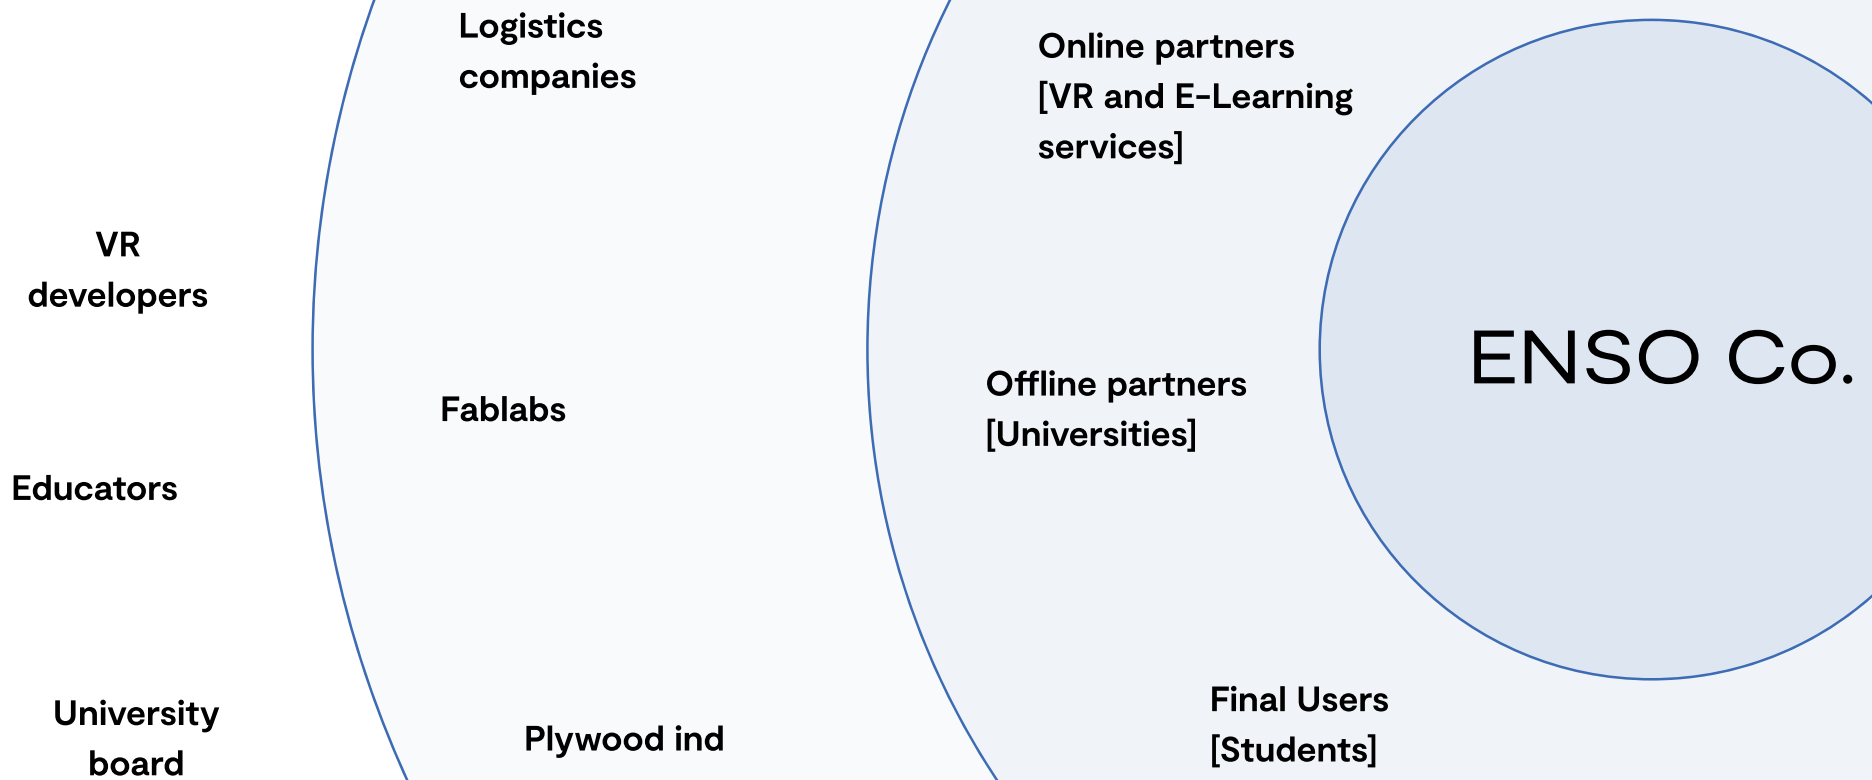 Logistics
companies
Online partners
[VR and E-Learning
services]
VR
developers
ENSO Co.
Offline partners
[Universities]
Fablabs
Educators
Final Users
[Students]
University
board
Plywood ind